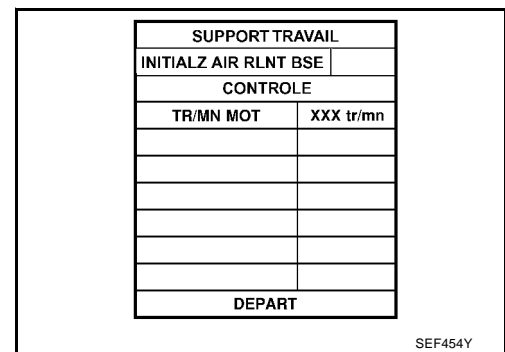 SUPPORT TRAVAIL
INITIALZ AIR RLNT BSE
CONTROLE
TR/MN MOT XXX tr/mn
DEPART
SEF454Y